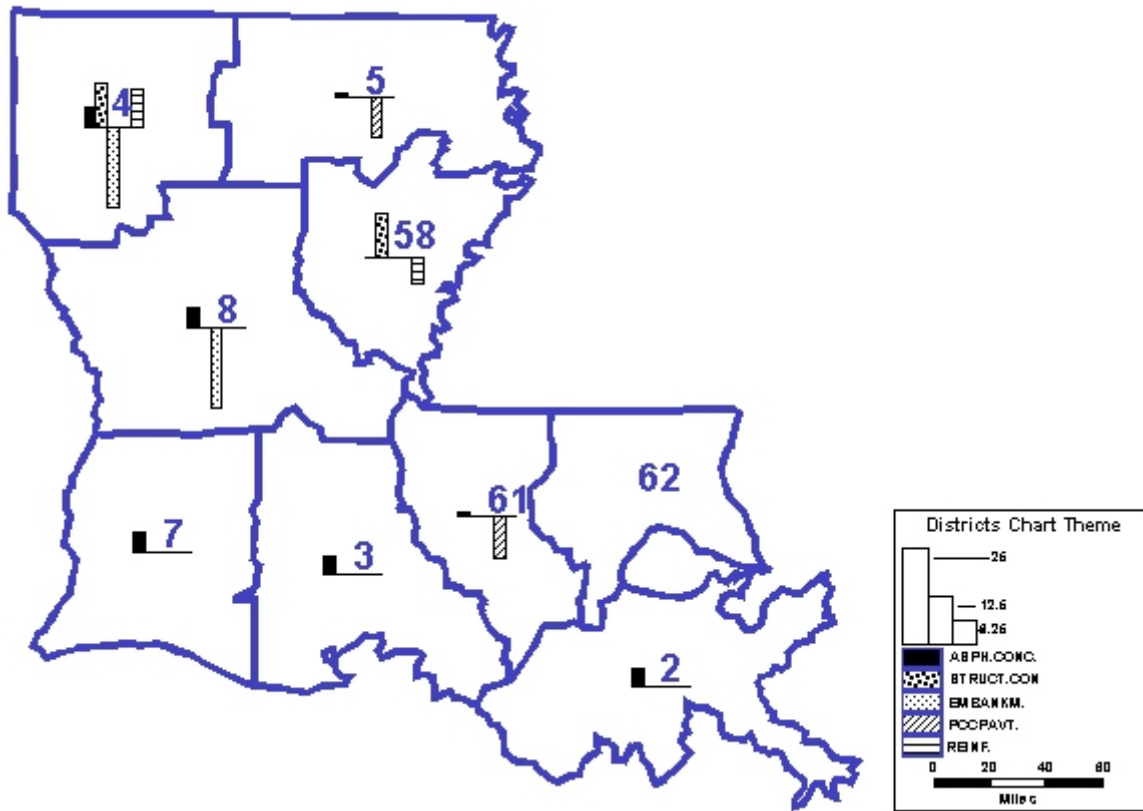 4
5
58
8
61
62
7
3
2
Districts Chart Theme
26
12.6
6.26
ASPH.CONC.
STRUCT.CON
EMBANKM.
PCCPAVT.
REINF.
0 20 40 60
Miles